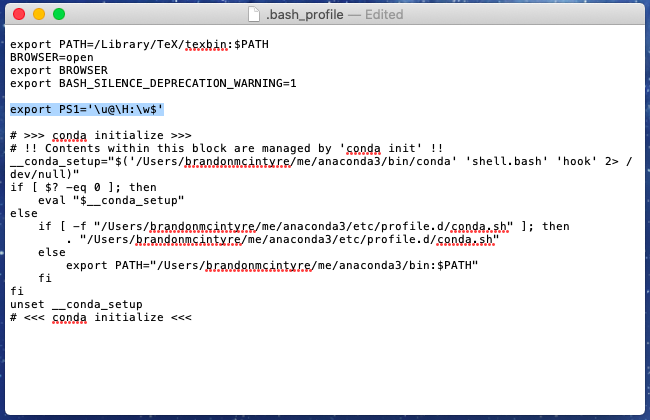 .bash_profile — Edited
export PATH=/Library/TeX/texbin:$PATH
BROWSER=open
export BROWSER
export BASH_SILENCE_DEPRECATION_WARNING=1
export PS1='\u@\H:\w$'
# >>> conda initialize >>>
# !! Contents within this block are managed by 'conda init' !!
__conda_setup="$('/Users/brandonmcintyre/me/anaconda3/bin/conda' 'shell.bash' 'hook' 2> /
dev/null)"
if [ $? -eq 0 ]; then
    eval "$__conda_setup"
else
    if [ -f "/Users/brandonmcintyre/me/anaconda3/etc/profile.d/conda.sh" ]; then
        . "/Users/brandonmcintyre/me/anaconda3/etc/profile.d/conda.sh"
    else
        export PATH="/Users/brandonmcintyre/me/anaconda3/bin:$PATH"
    fi
fi
unset __conda_setup
# <<< conda initialize <<<